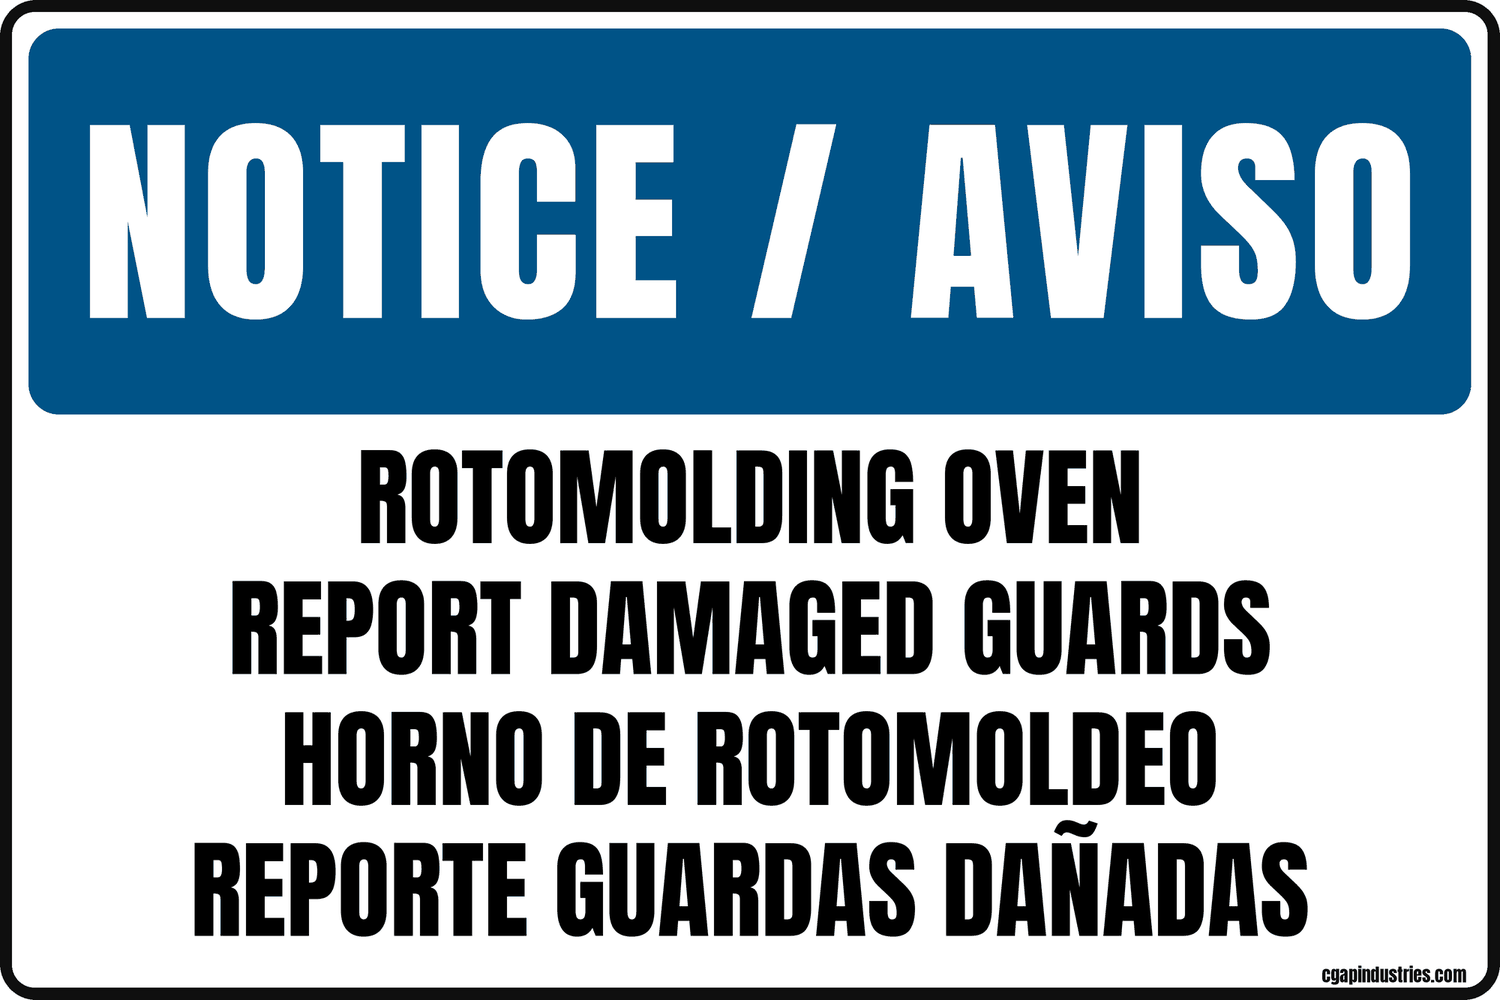 NOTICE / AVISO
ROTOMOLDING OVEN
REPORT DAMAGED GUARDS
HORNO DE ROTOMOLDEO
REPORTE GUARDAS DAÑADAS
cgapindustries.com